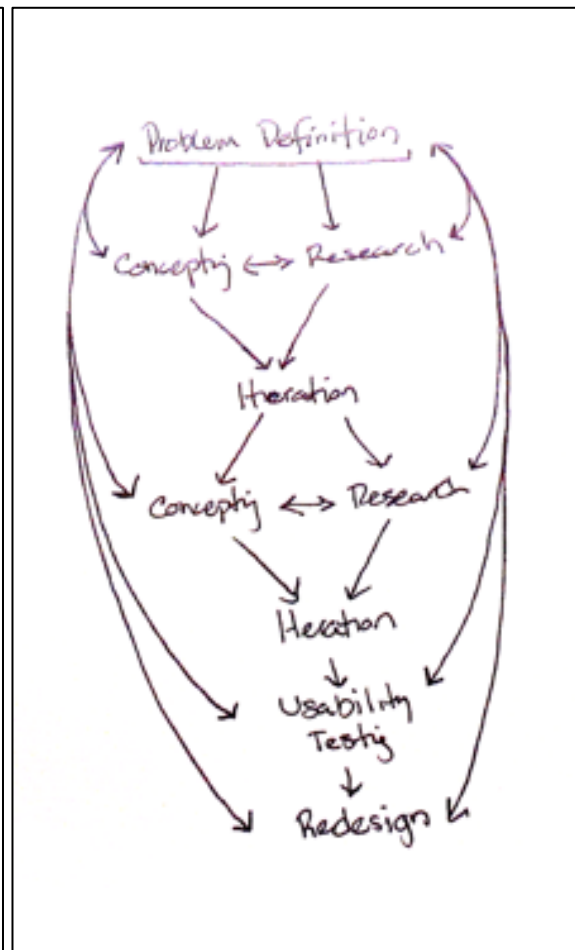 Problem Definition
Concepting ↔ Research
Iteration
Concepting ↔ Research
Iteration
Usability
Testing
Redesign